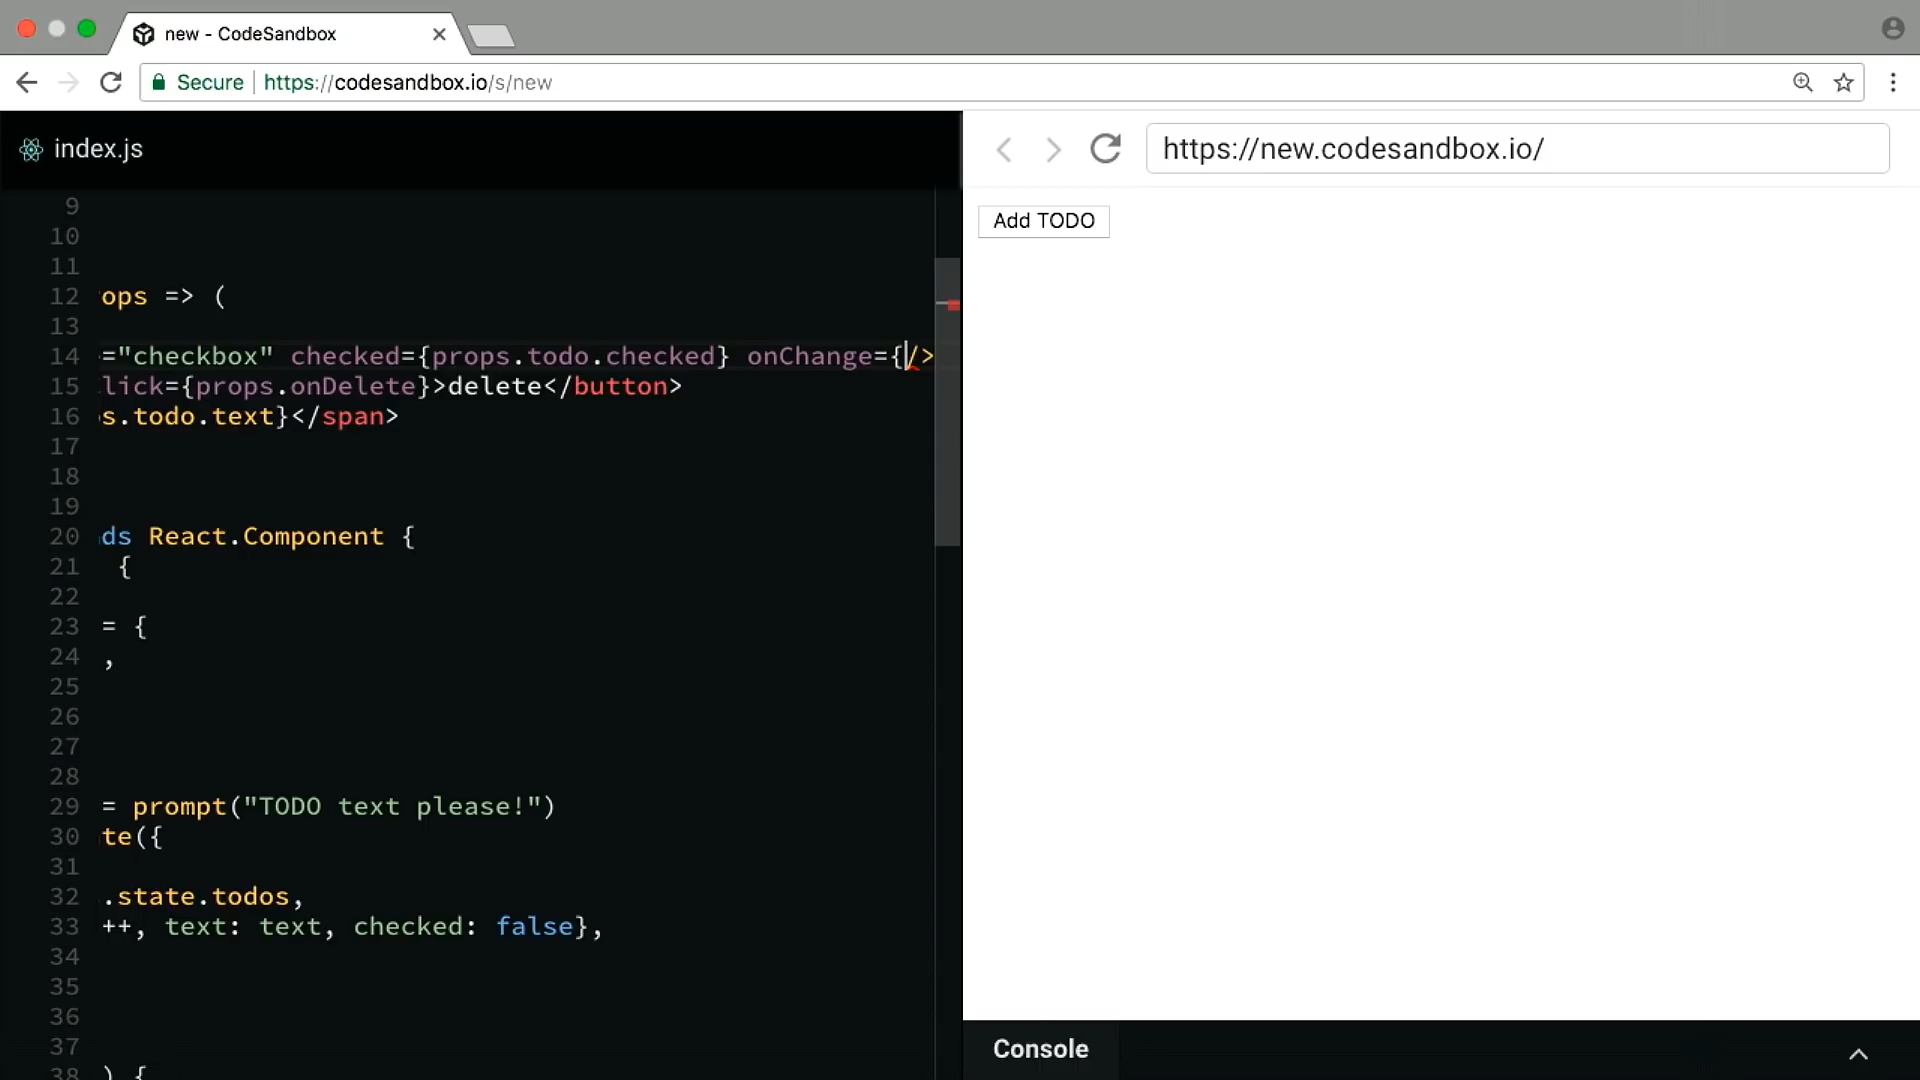 new - CodeSandbox
Secure https://codesandbox.io/s/new
index.js
https://new.codesandbox.io/
9
10
11
12 ops => (
13
14 ="checkbox" checked={props.todo.checked} onChange={/>
15 lick={props.onDelete}>delete</button>
16 s.todo.text}</span>
17
18
19
20 ds React.Component {
21 {
22
23 = {
24 ,
25
26
27
28
29 = prompt("TODO text please!")
30 te({
31
32 .state.todos,
33 ++, text: text, checked: false},
34
35
36
37
38 ) {
Add TODO
Console